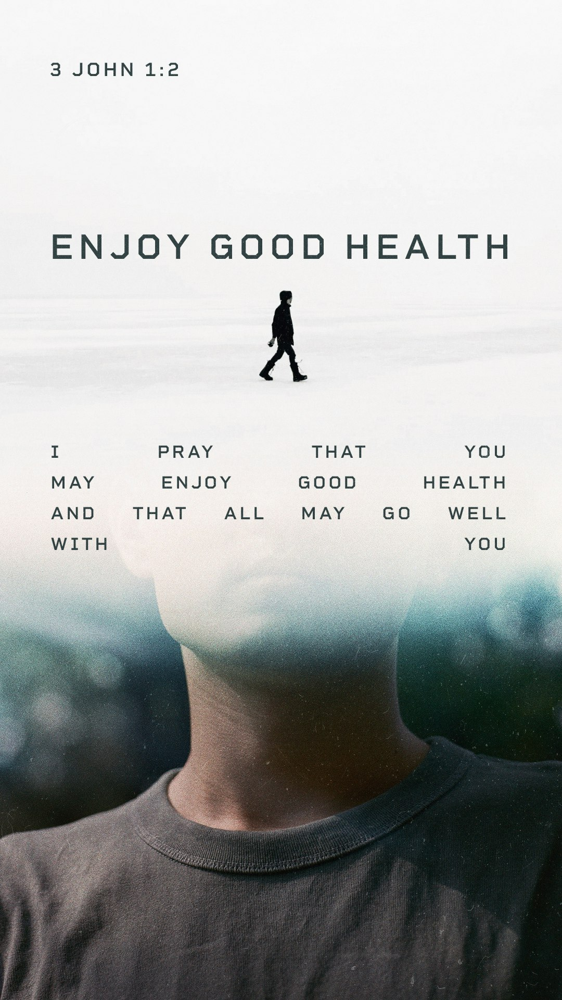 3 JOHN 1:2
ENJOY GOOD HEALTH
I PRAY THAT YOU
MAY ENJOY GOOD HEALTH
AND THAT ALL MAY GO WELL
WITH YOU